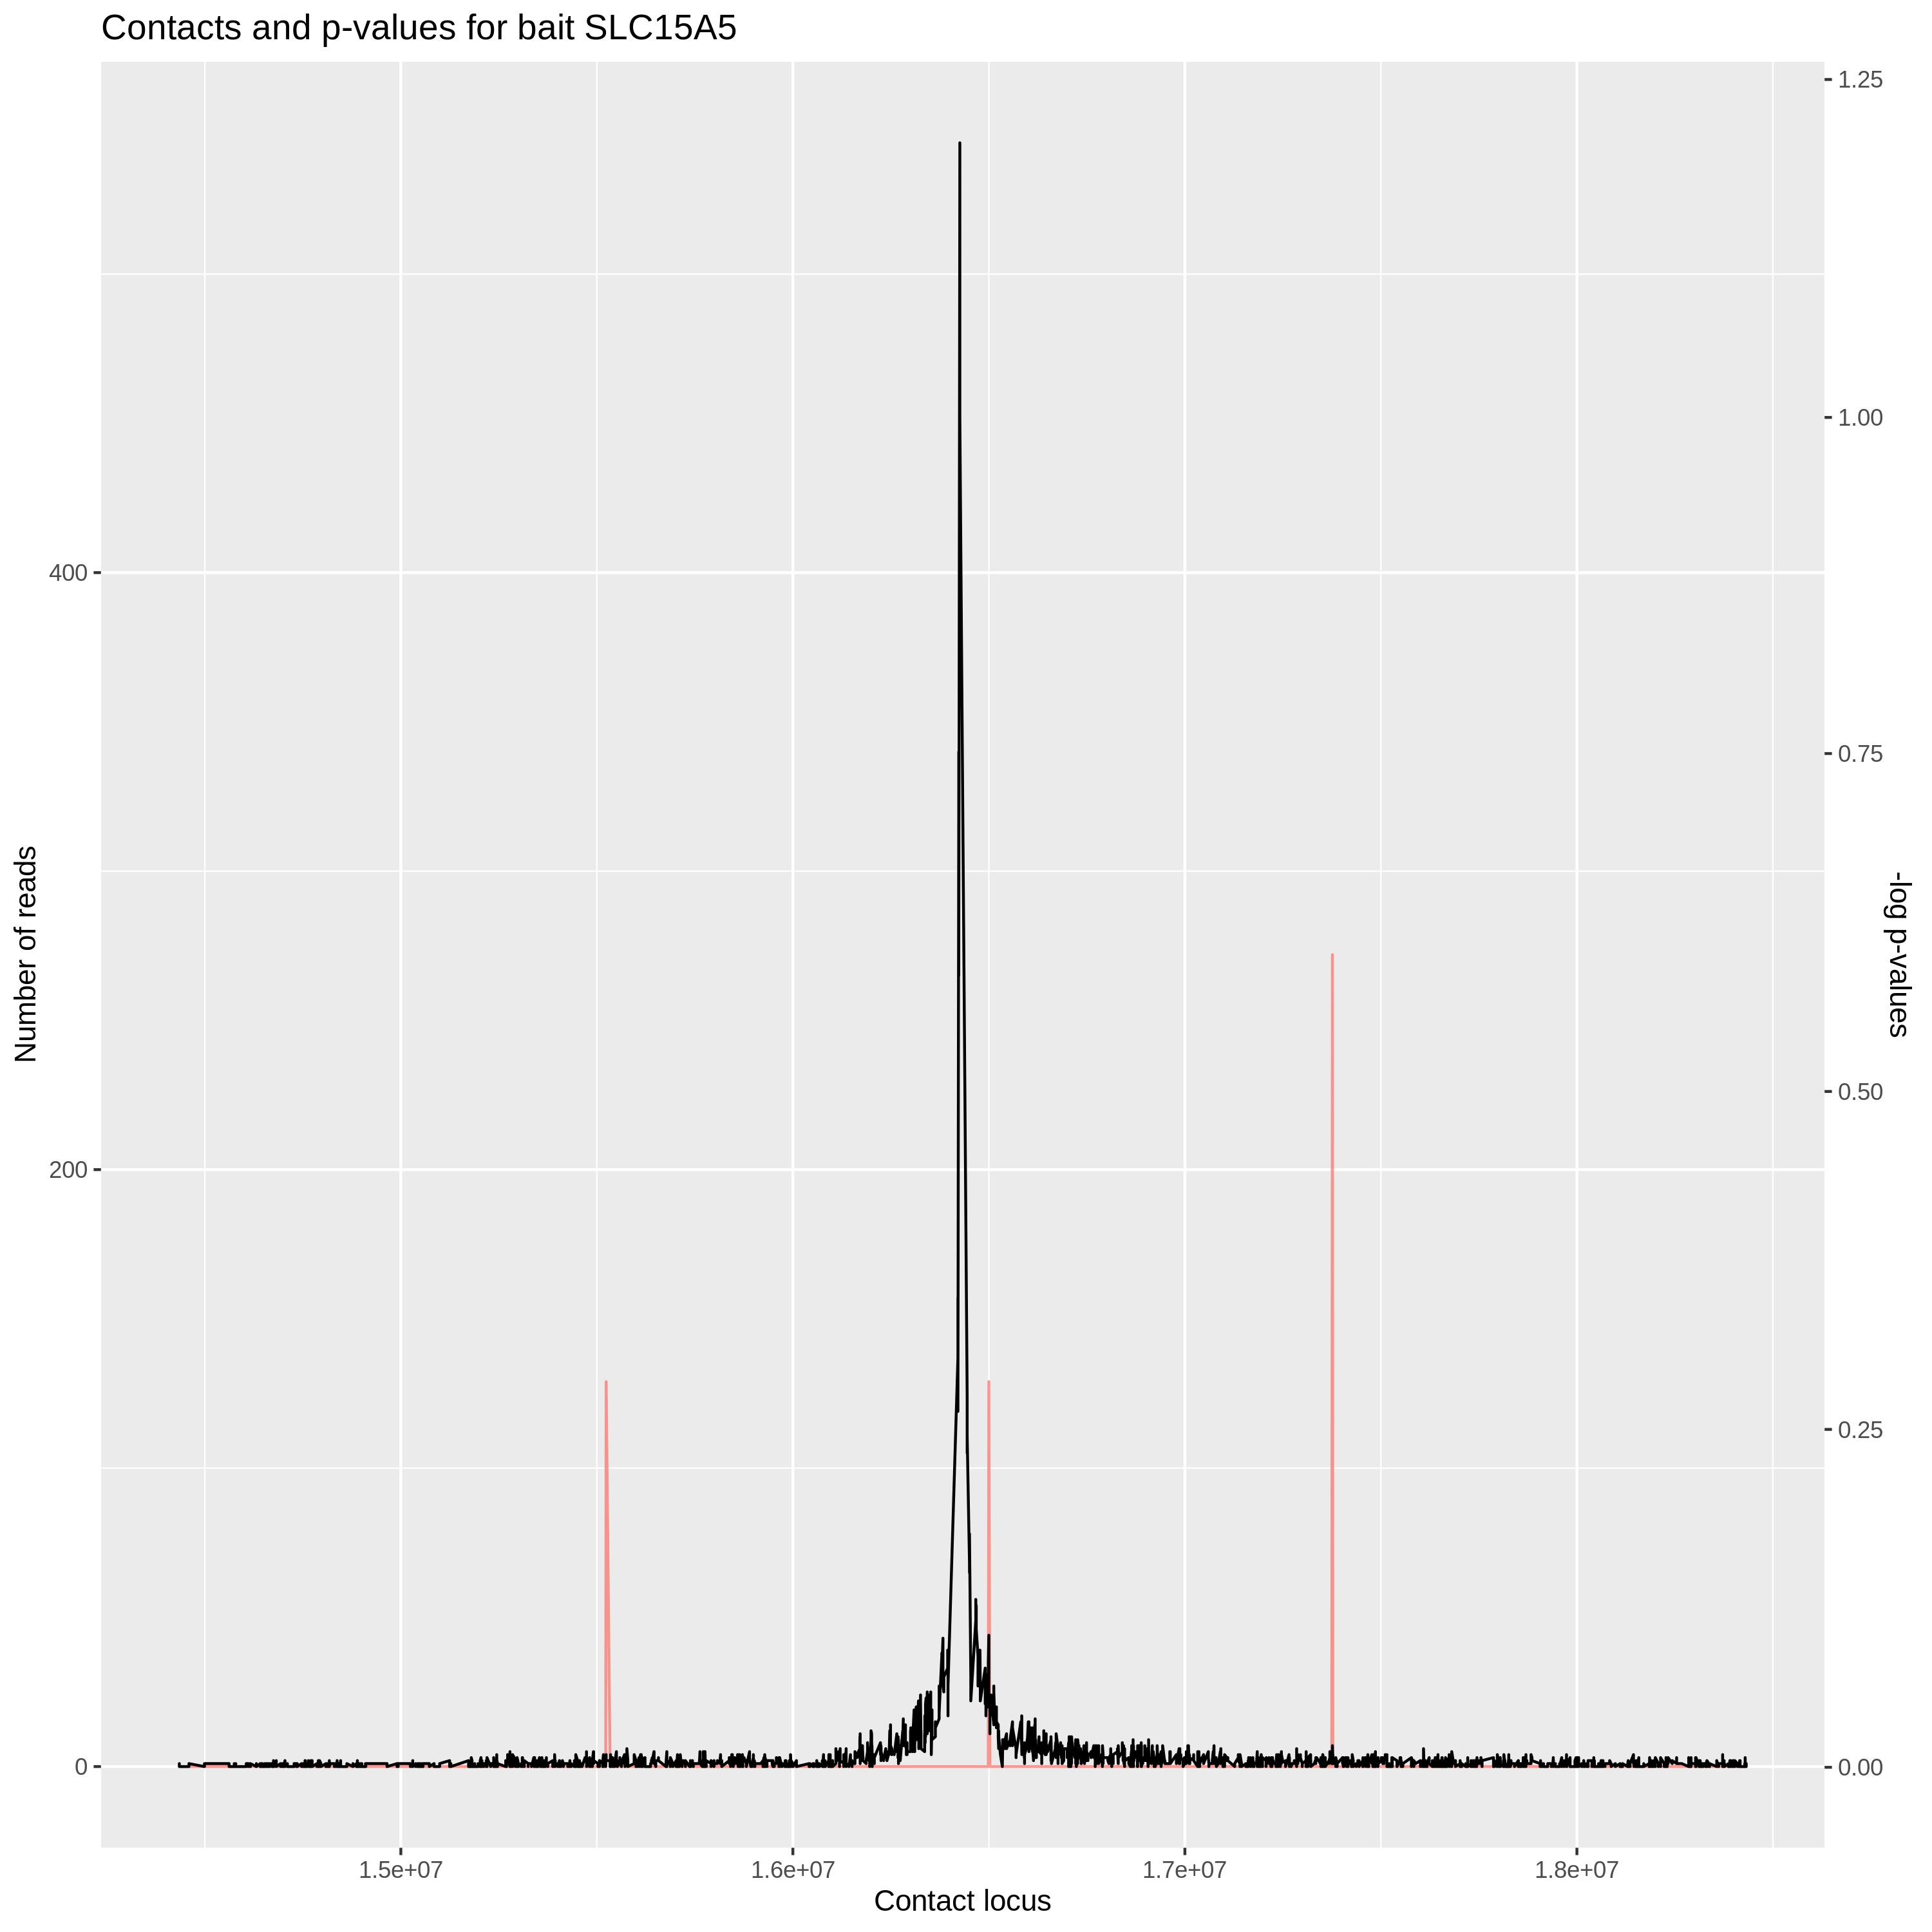 Contacts and p-values for bait SLC15A5
1.25
1.00
400
0.75
Number of reads
-log p-values
0.50
200
0.25
0
0.00
1.5e+07
1.6e+07
1.7e+07
1.8e+07
Contact locus